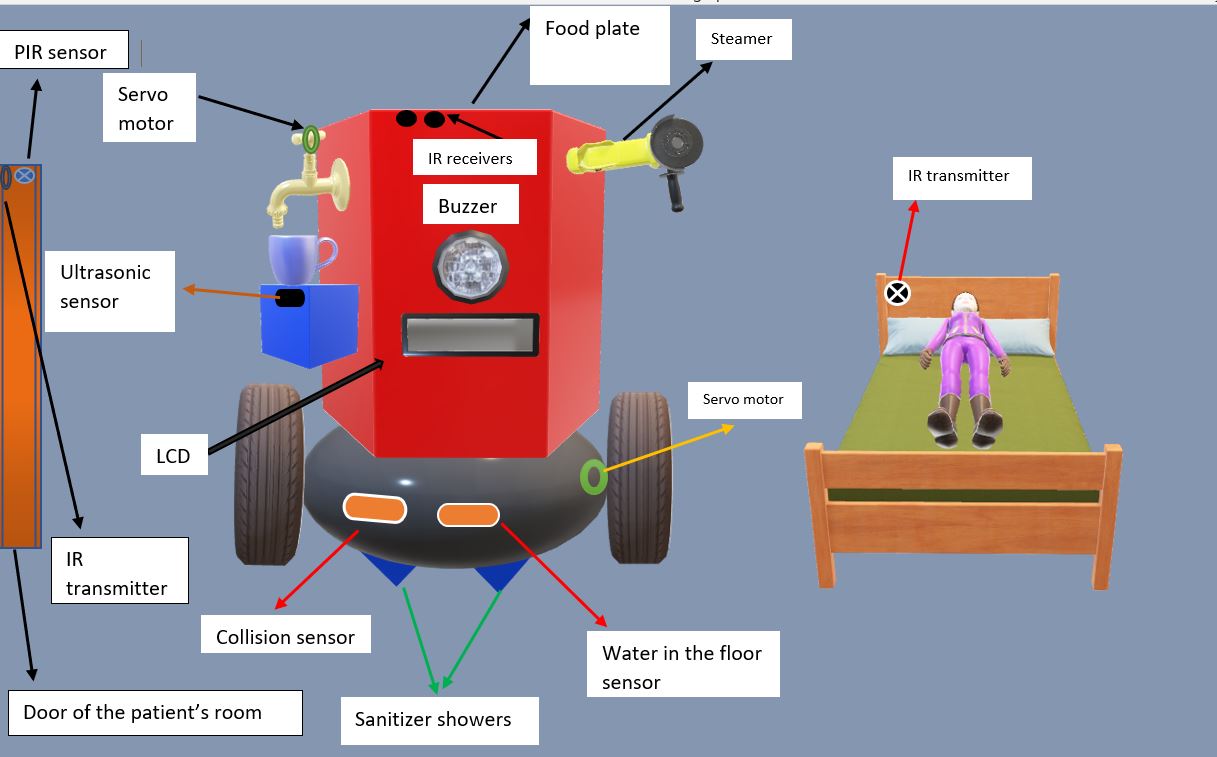 Food plate
Steamer
PIR sensor
Servo
motor
IR receivers
IR transmitter
Buzzer
Ultrasonic
sensor
Servo motor
LCD
IR
transmitter
Collision sensor
Water in the floor
sensor
Door of the patient’s room
Sanitizer showers